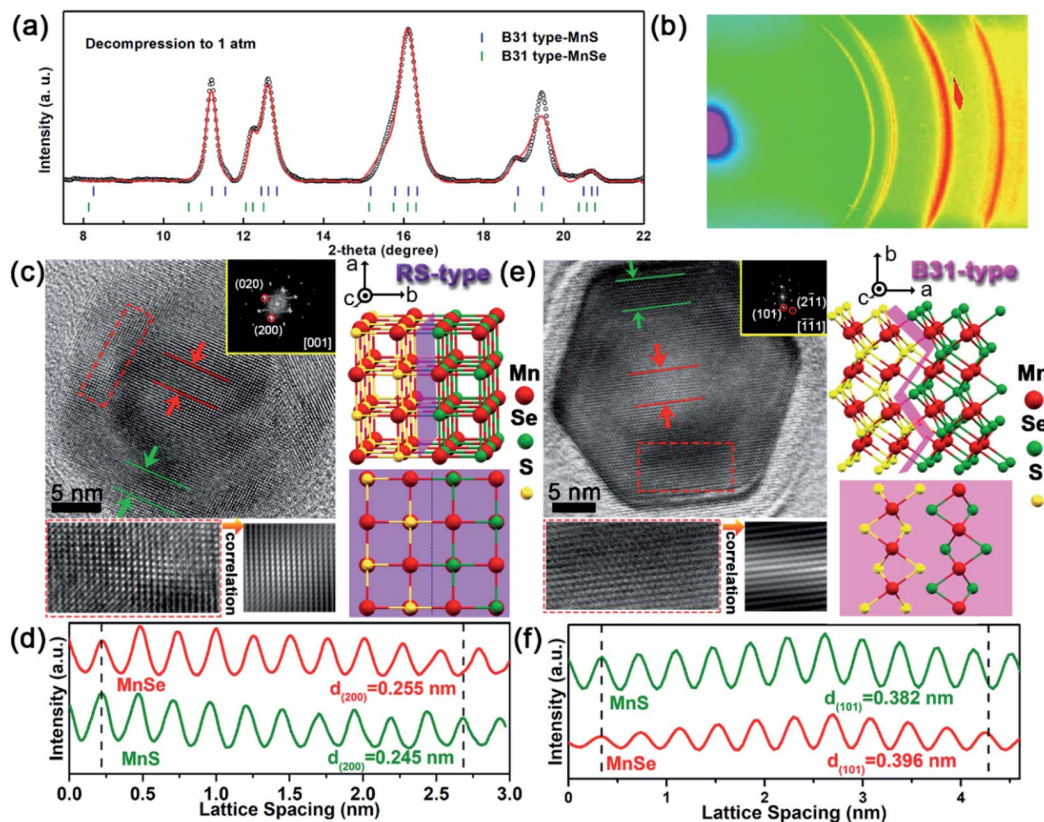 (a)
Decompression to 1 atm
B31 type-MnS
B31 type-MnSe
Intensity (a. u.)
8 10 12 14 16 18 20 22
2-theta (degree)
(b)
(c)
(020)
(200)
[001]
5 nm
correlation
a
c
b
RS-type
Mn
Se
S
(e)
(101)
(2̄11)
[1̄1̄1]
5 nm
correlation
b
c
a
B31-type
Mn
Se
S
(d)
Intensity (a.u.)
MnSe
d(200)=0.255 nm
MnS
d(200)=0.245 nm
0.0 0.5 1.0 1.5 2.0 2.5 3.0
Lattice Spacing (nm)
(f)
Intensity (a.u.)
MnS
d(101)=0.382 nm
MnSe
d(101)=0.396 nm
0 1 2 3 4
Lattice Spacing (nm)